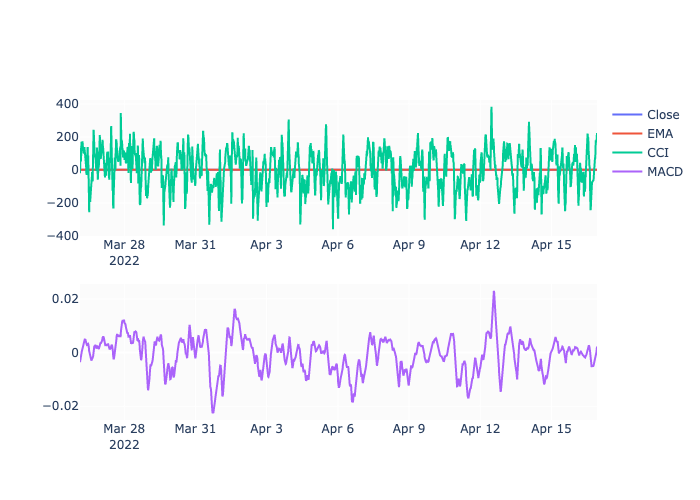 400
200
0
−200
−400
Mar 28
2022
Mar 31
Apr 3
Apr 6
Apr 9
Apr 12
Apr 15
Close
EMA
CCI
MACD
0.02
0
−0.02
Mar 28
2022
Mar 31
Apr 3
Apr 6
Apr 9
Apr 12
Apr 15